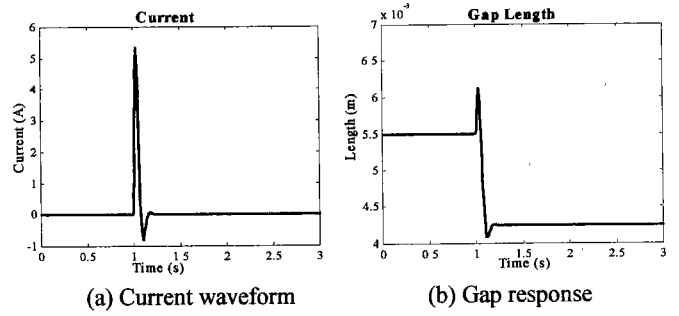 Current
6
5
4
3
2
1
0
-1
0 0.5 1 1.5 2 2.5 3
Current (A)
Time (s)
(a) Current waveform
x 10⁻³
Gap Length
7
6.5
6
5.5
5
4.5
4
0 0.5 1 1.5 2 2.5 3
Length (m)
Time (s)
(b) Gap response